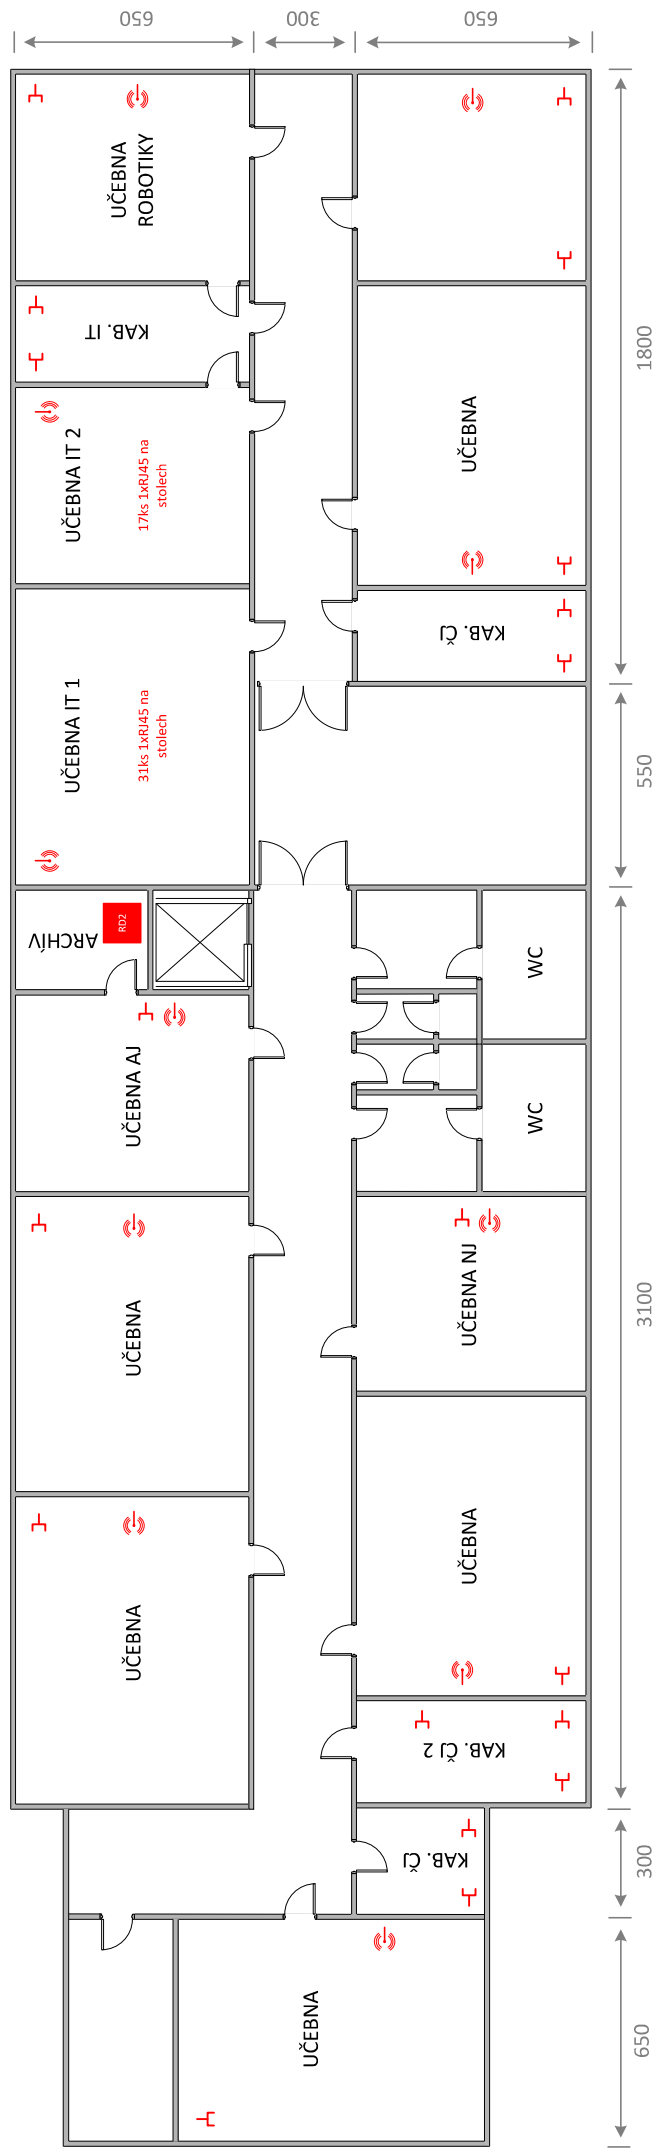 650
300
650
UČEBNA
ROBOTIKY
KAB. IT
1800
UČEBNA
UČEBNA IT 2
17ks 1xRJ45 na
stolech
KAB. ČJ
UČEBNA IT 1
31ks 1xRJ45 na
stolech
550
ARCHÍV
RD2
WC
UČEBNA AJ
WC
UČEBNA
UČEBNA NJ
3100
UČEBNA
UČEBNA
KAB. ČJ 2
KAB. ČJ
300
UČEBNA
650